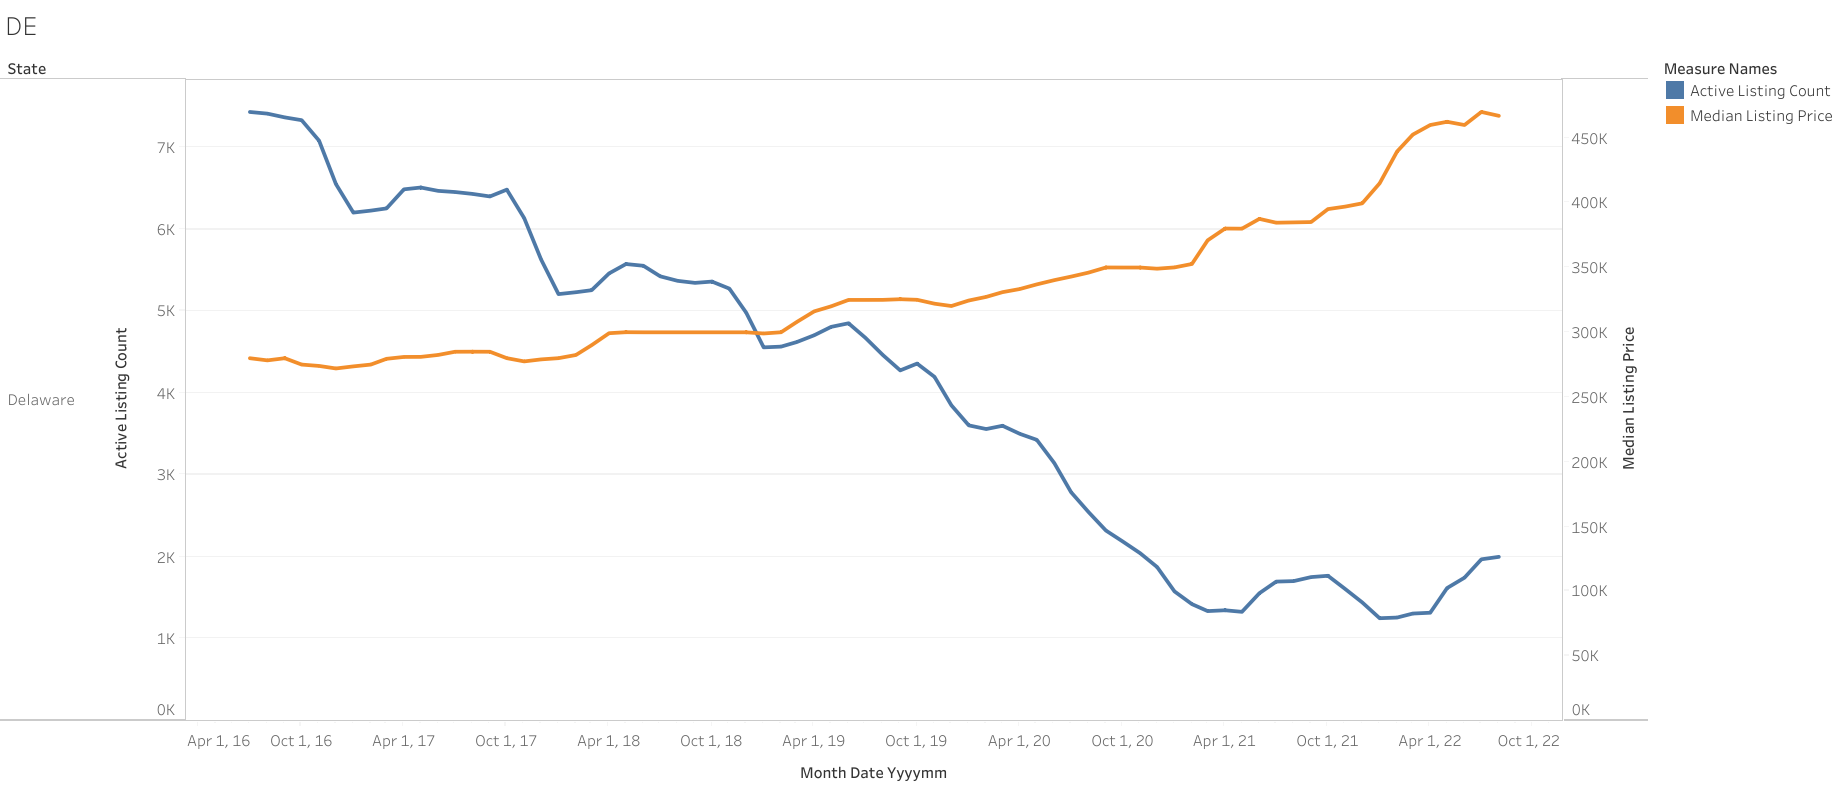 DE
State
Measure Names
Active Listing Count
Median Listing Price
Delaware
Active Listing Count
7K
6K
5K
4K
3K
2K
1K
0K
450K
400K
350K
300K
250K
200K
150K
100K
50K
0K
Median Listing Price
Apr 1, 16 Oct 1, 16 Apr 1, 17 Oct 1, 17 Apr 1, 18 Oct 1, 18 Apr 1, 19 Oct 1, 19 Apr 1, 20 Oct 1, 20 Apr 1, 21 Oct 1, 21 Apr 1, 22 Oct 1, 22
Month Date Yyyymm